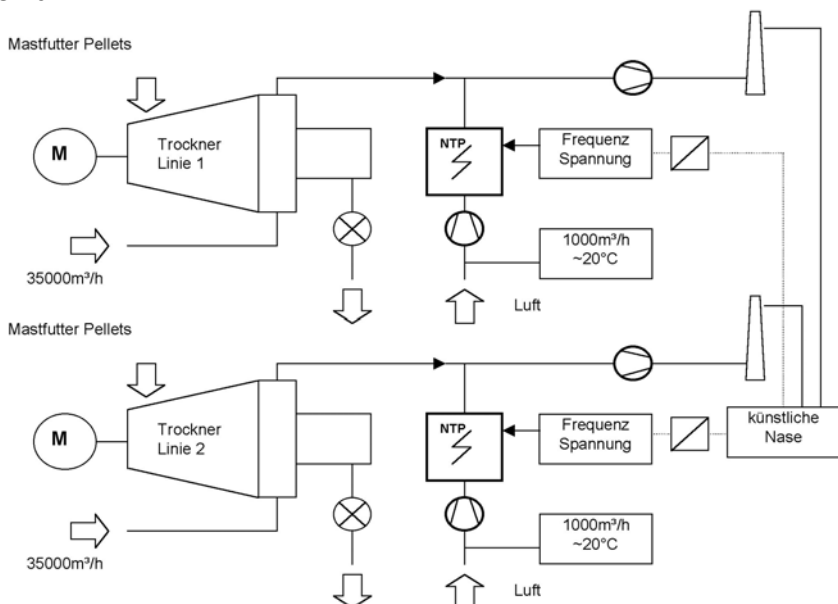 Mastfutter Pellets
M
Trockner
Linie 1
NTP
Frequenz
Spannung
1000m³/h
~20°C
35000m³/h
Luft
Mastfutter Pellets
M
Trockner
Linie 2
NTP
Frequenz
Spannung
künstliche
Nase
1000m³/h
~20°C
35000m³/h
Luft